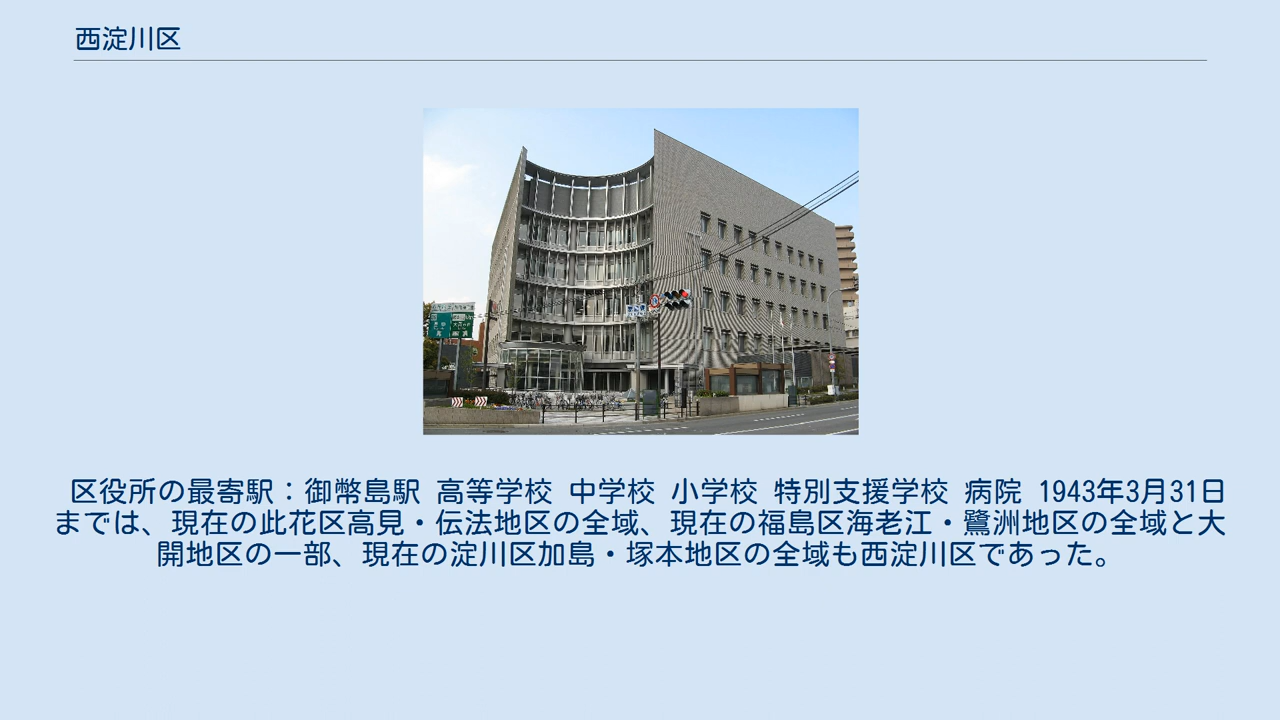 西淀川区
区役所の最寄駅：御幣島駅 高等学校 中学校 小学校 特別支援学校 病院 1943年3月31日
までは、現在の此花区高見・伝法地区の全域、現在の福島区海老江・鷺洲地区の全域と大
開地区の一部、現在の淀川区加島・塚本地区の全域も西淀川区であった。